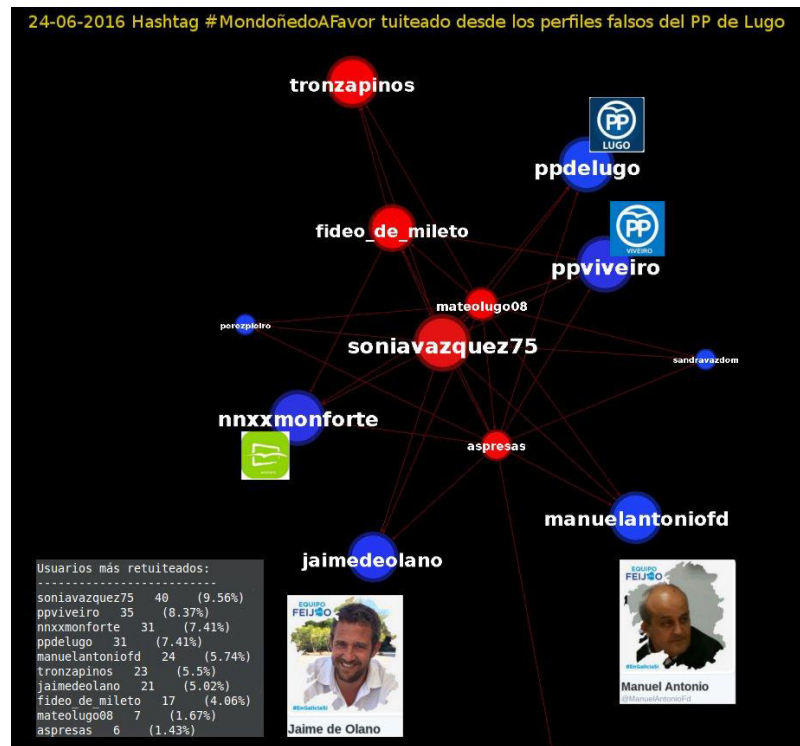 24-06-2016 Hashtag #MondoñedoAFavor tuiteado desde los perfiles falsos del PP de Lugo
tronzapinos
PP
LUGO
ppdelugo
fideo_de_mileto
PP
VIVEIRO
ppviveiro
mateolugo08
perezpioiro
soniavazquez75
sandravazdom
nnxxmonforte
aspresas
manuelantoniofd
jaimedeolano
Usuarios más retuiteados:
--------------------------
soniavazquez75 40 (9.56%)
ppviveiro 35 (8.37%)
nnxxmonforte 31 (7.41%)
ppdelugo 31 (7.41%)
manuelantoniofd 24 (5.74%)
tronzapinos 23 (5.5%)
jaimedeolano 21 (5.02%)
fideo_de_mileto 17 (4.06%)
mateolugo08 7 (1.67%)
aspresas 6 (1.43%)
EQUIPO
FEIJOO
#EnGaliciaSí
Jaime de Olano
EQUIPO
FEIJOO
#EnGaliciaSí
Manuel Antonio
@ManuelAntonioFd